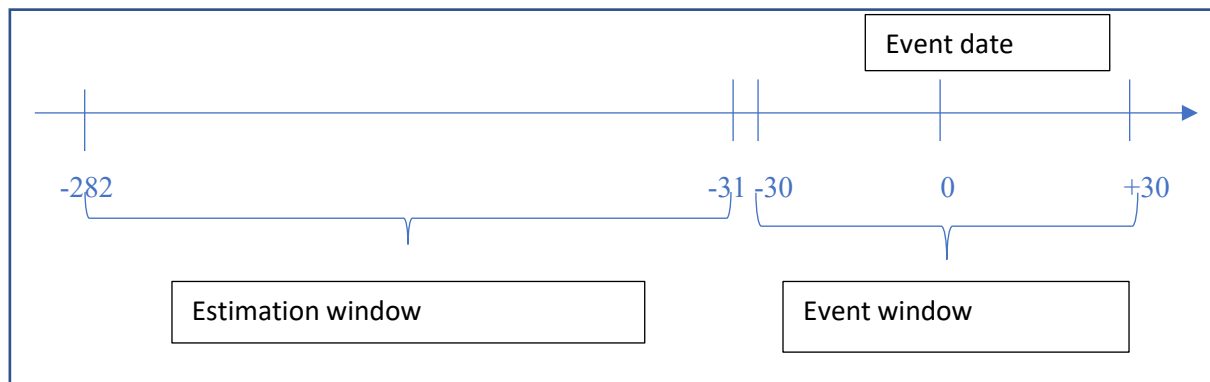 Event date
-282 -31 -30 0 +30
Estimation window
Event window